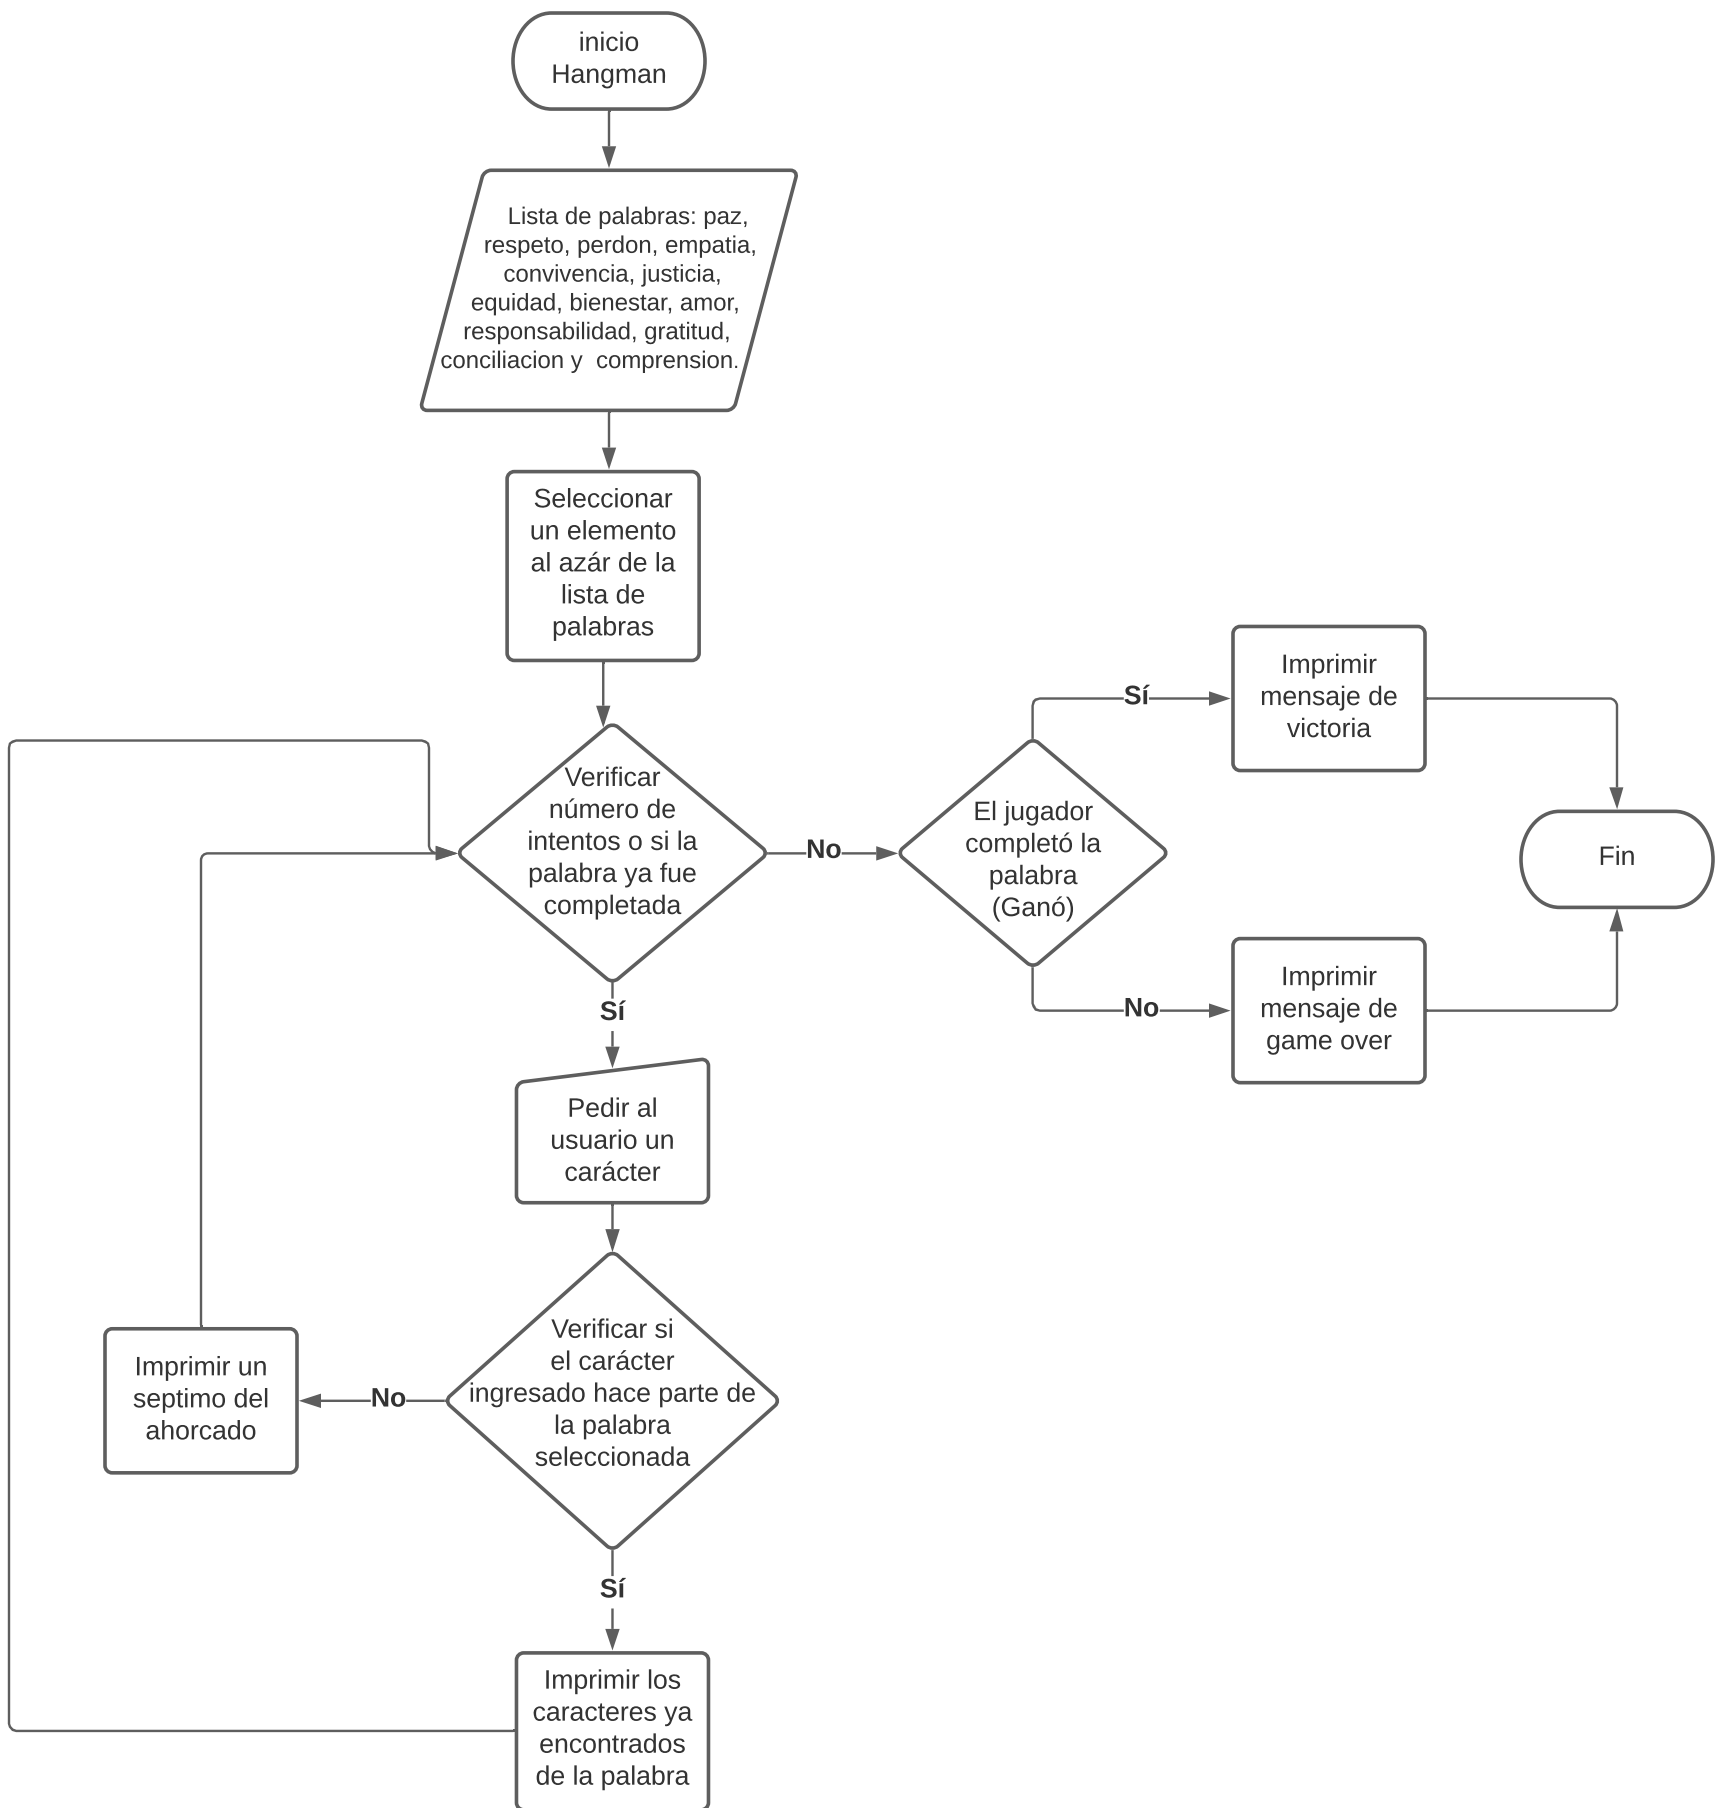 inicio
Hangman
Lista de palabras: paz,
respeto, perdon, empatia,
convivencia, justicia,
equidad, bienestar, amor,
responsabilidad, gratitud,
conciliacion y  comprension.
Seleccionar
un elemento
al azár de la
lista de
palabras
Verificar
número de
intentos o si la
palabra ya fue
completada
No
El jugador
completó la
palabra
(Ganó)
Sí
Imprimir
mensaje de
victoria
Fin
No
Imprimir
mensaje de
game over
Sí
Pedir al
usuario un
carácter
Verificar si
el carácter
ingresado hace parte de
la palabra
seleccionada
No
Imprimir un
septimo del
ahorcado
Sí
Imprimir los
caracteres ya
encontrados
de la palabra